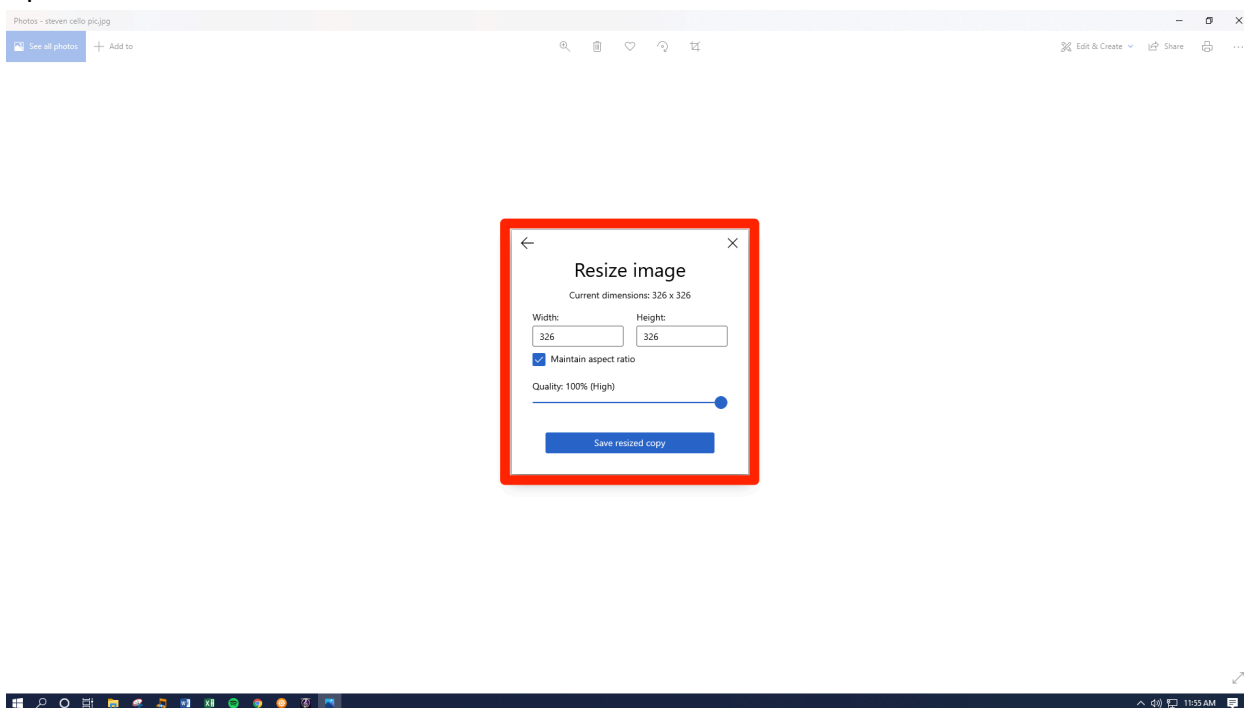 Photos - steven cello pic.jpg
See all photos + Add to Edit & Create Share
Resize image
Current dimensions: 326 x 326
Width: Height:
326 326
Maintain aspect ratio
Quality: 100% (High)
Save resized copy
11:55 AM